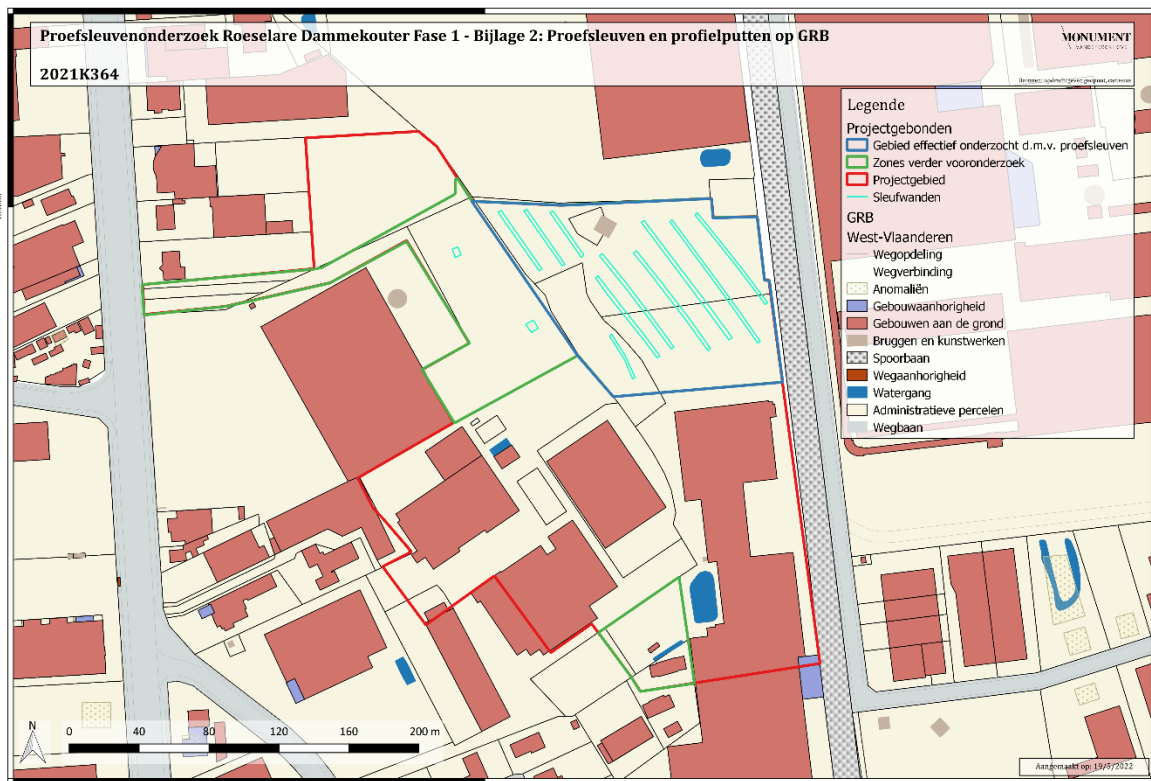 Proefsleuvenonderzoek Roeselare Dammekouter Fase 1 - Bijlage 2: Proefsleuven en profielputten op GRB
2021K364
MONUMENT
Legende
Projectgebonden
Gebied effectief onderzocht d.m.v. proefsleuven
Zones verder vooronderzoek
Projectgebied
Sleufwanden
GRB
West-Vlaanderen
Wegopdeling
Wegverbinding
Anomaliën
Gebouwaanhorigheid
Gebouwen aan de grond
Bruggen en kunstwerken
Spoorbaan
Wegaanhorigheid
Watergang
Administratieve percelen
Wegbaan
N
0 40 80 120 160 200 m
Aangemaakt op: 19/5/2022